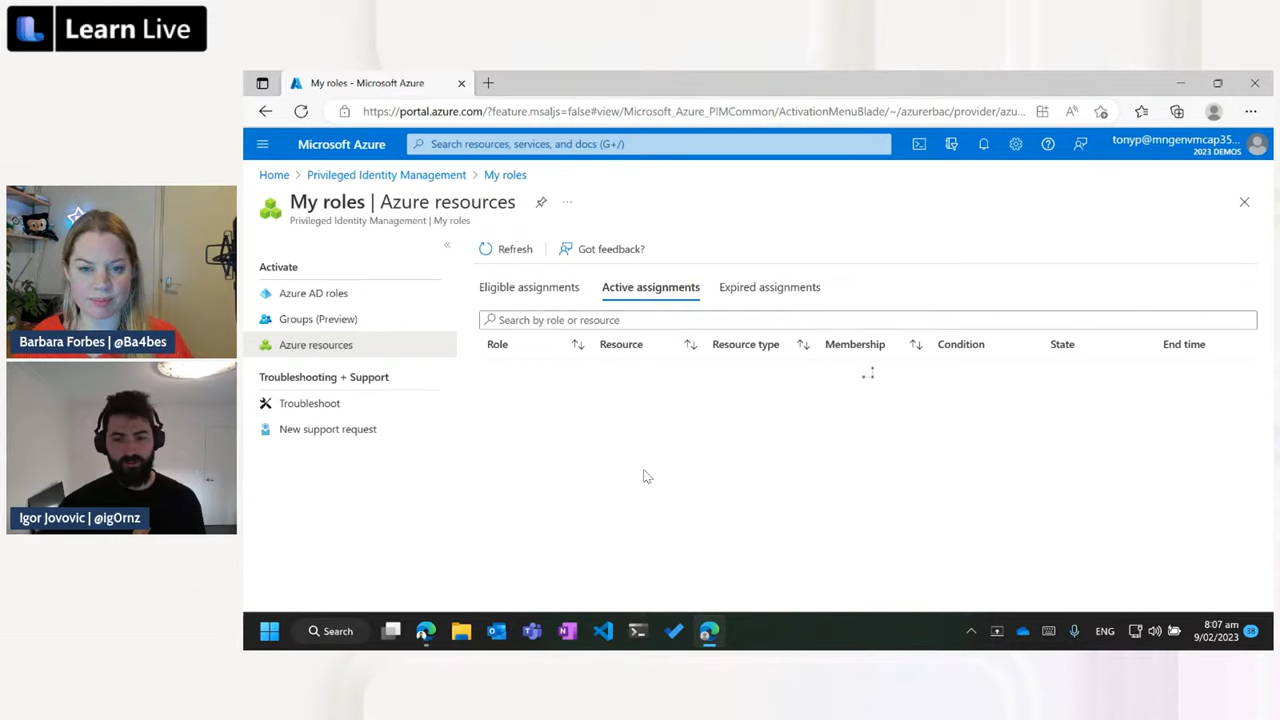 Learn Live
My roles - Microsoft Azure
https://portal.azure.com/?feature.msaljs=false#view/Microsoft_Azure_PIMCommon/ActivationMenuBlade/~/azurerbac/provider/azu...
Microsoft Azure
Search resources, services, and docs (G+/)
tonyp@mngenvmcap35...
2023 DEMOS
Home > Privileged Identity Management > My roles
My roles | Azure resources
Privileged Identity Management | My roles
Activate
Azure AD roles
Groups (Preview)
Azure resources
Troubleshooting + Support
Troubleshoot
New support request
Refresh
Got feedback?
Eligible assignments Active assignments Expired assignments
Search by role or resource
Role Resource Resource type Membership Condition State End time
Barbara Forbes | @Ba4bes
Igor Jovovic | @ig0rnz
Search
ENG
8:07 am
9/02/2023
38